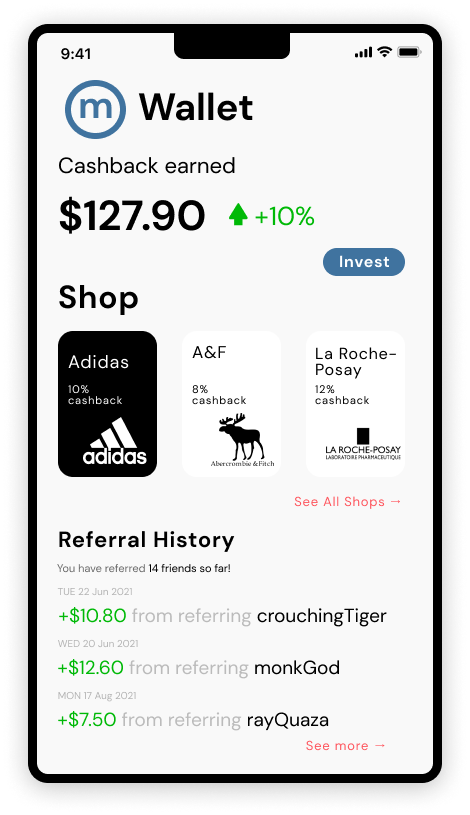 9:41
m Wallet
Cashback earned
$127.90 +10%
Invest
Shop
Adidas
10%
cashback
adidas
A&F
8%
cashback
Abercrombie &Fitch
La Roche-
Posay
12%
cashback
LA ROCHE-POSAY
LABORATOIRE PHARMACEUTIQUE
See All Shops →
Referral History
You have referred 14 friends so far!
TUE 22 Jun 2021
+$10.80 from referring crouchingTiger
WED 20 Jun 2021
+$12.60 from referring monkGod
MON 17 Aug 2021
+$7.50 from referring rayQuaza
See more →